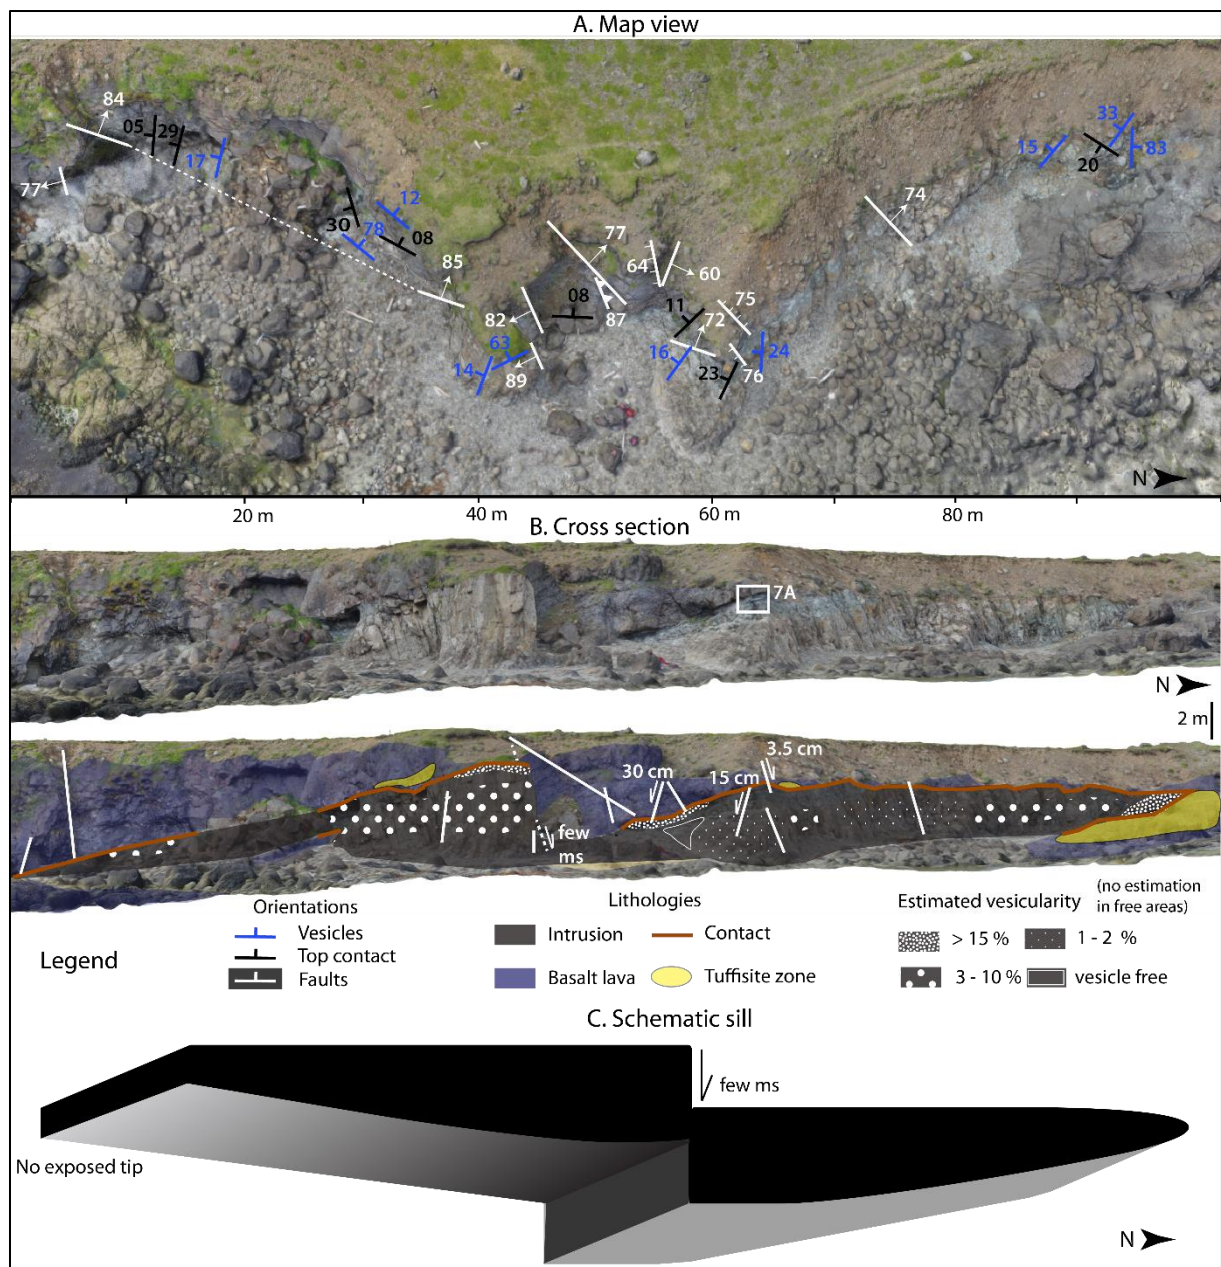 A. Map view
84
05
29
17
77
30
78
12
08
85
82
63
14
89
08
77
87
64
60
11
72
75
16
23
76
24
74
15
33
20
83
N
20 m
40 m
60 m
80 m
B. Cross section
7A
N
2 m
3.5 cm
30 cm
15 cm
few
ms
Legend
Orientations
Vesicles
Top contact
Faults
Lithologies
Intrusion
Contact
Basalt lava
Tuffisite zone
Estimated vesicularity
(no estimation
in free areas)
> 15 %
1 - 2 %
3 - 10 %
vesicle free
C. Schematic sill
few ms
No exposed tip
N